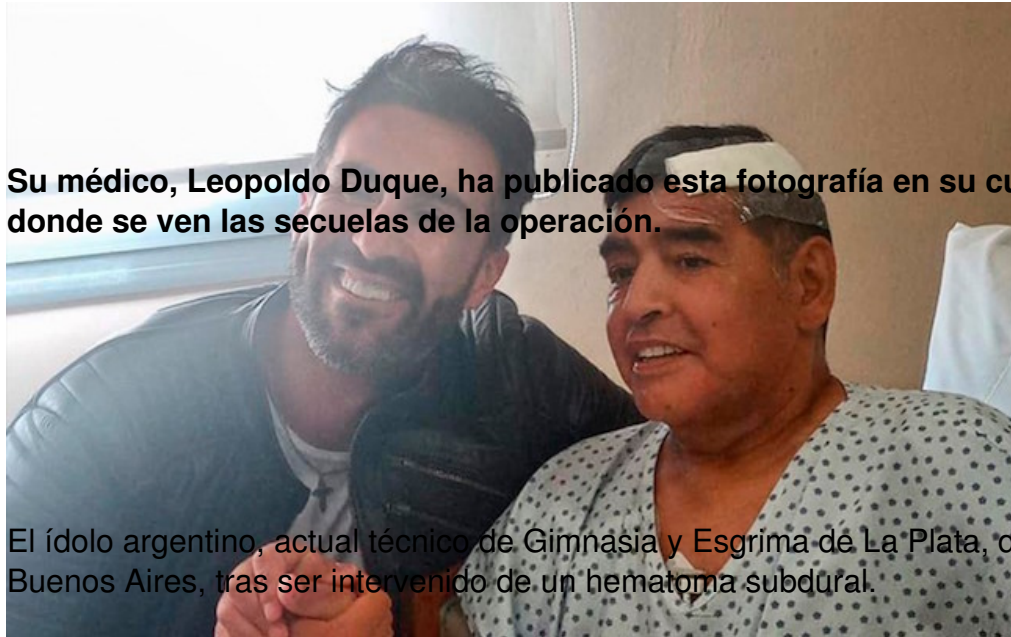 Su médico, Leopoldo Duque, ha publicado esta fotografía en su
donde se ven las secuelas de la operación.
El ídolo argentino, actual técnico de Gimnasia y Esgrima de La Plata,
Buenos Aires, tras ser intervenido de un hematoma subdural.